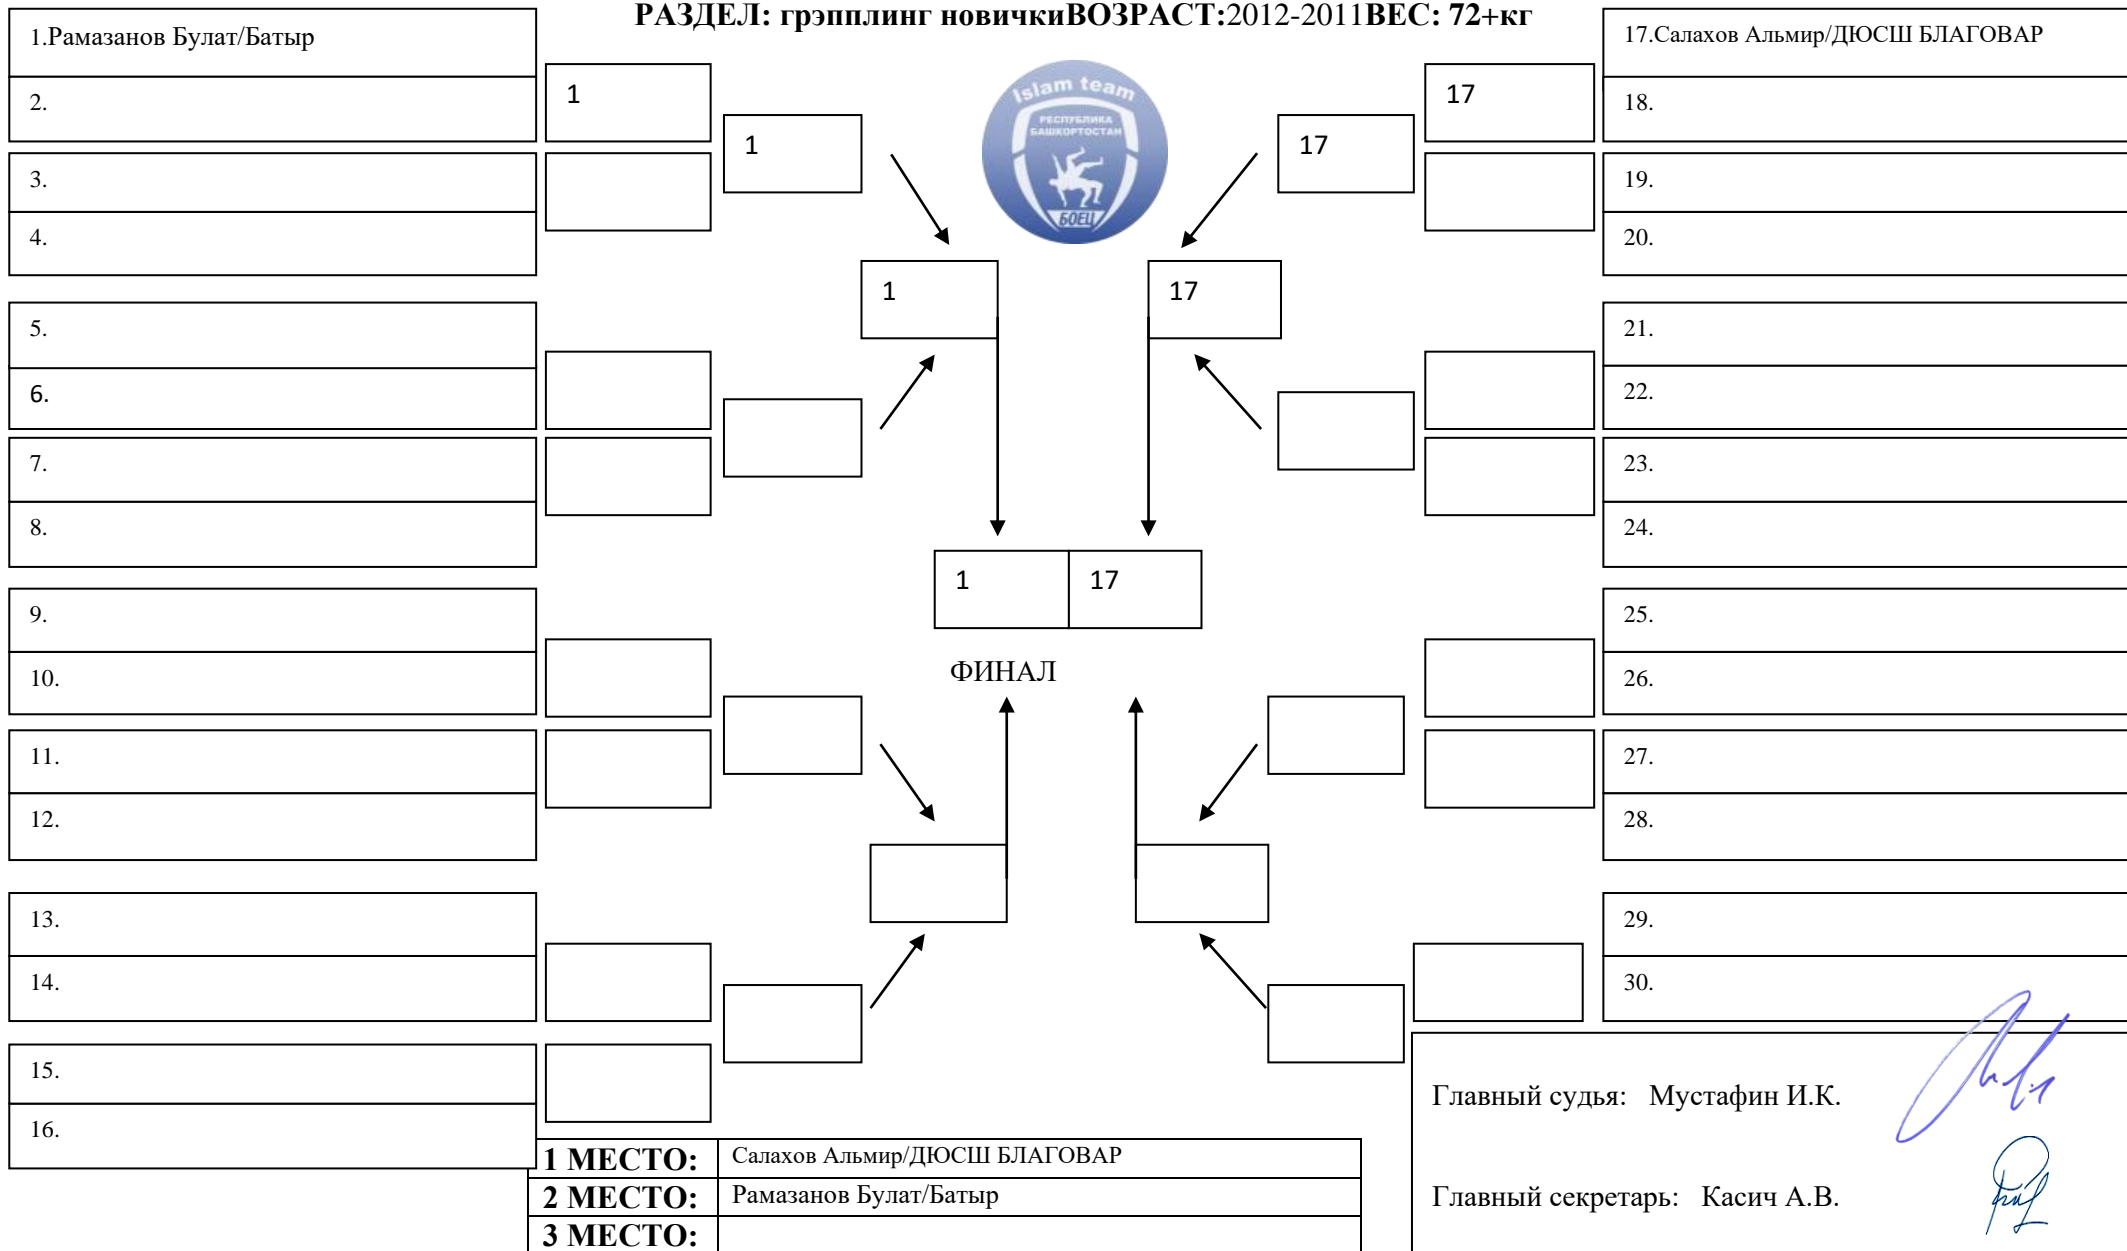 РАЗДЕЛ: грэпплинг новичкиВОЗРАСТ:2012-2011ВЕС: 72+кг
1.Рамазанов Булат/Батыр
2.
3.
4.
5.
6.
7.
8.
9.
10.
11.
12.
13.
14.
15.
16.
1
1
1
Islam team
РЕСПУБЛИКА
БАШКОРТОСТАН
БОЕЦ
17
17
17
17.Салахов Альмир/ДЮСШ БЛАГОВАР
18.
19.
20.
21.
22.
23.
24.
25.
26.
27.
28.
29.
30.
1 17
ФИНАЛ
1 МЕСТО: Салахов Альмир/ДЮСШ БЛАГОВАР
2 МЕСТО: Рамазанов Булат/Батыр
3 МЕСТО:
Главный судья: Мустафин И.К.
Главный секретарь: Касич А.В.